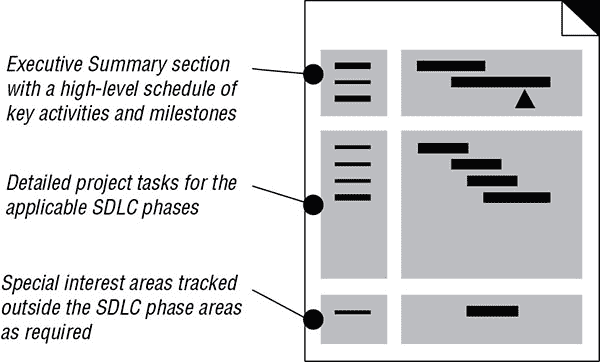 Executive Summary section
with a high-level schedule of
key activities and milestones
Detailed project tasks for the
applicable SDLC phases
Special interest areas tracked
outside the SDLC phase areas
as required